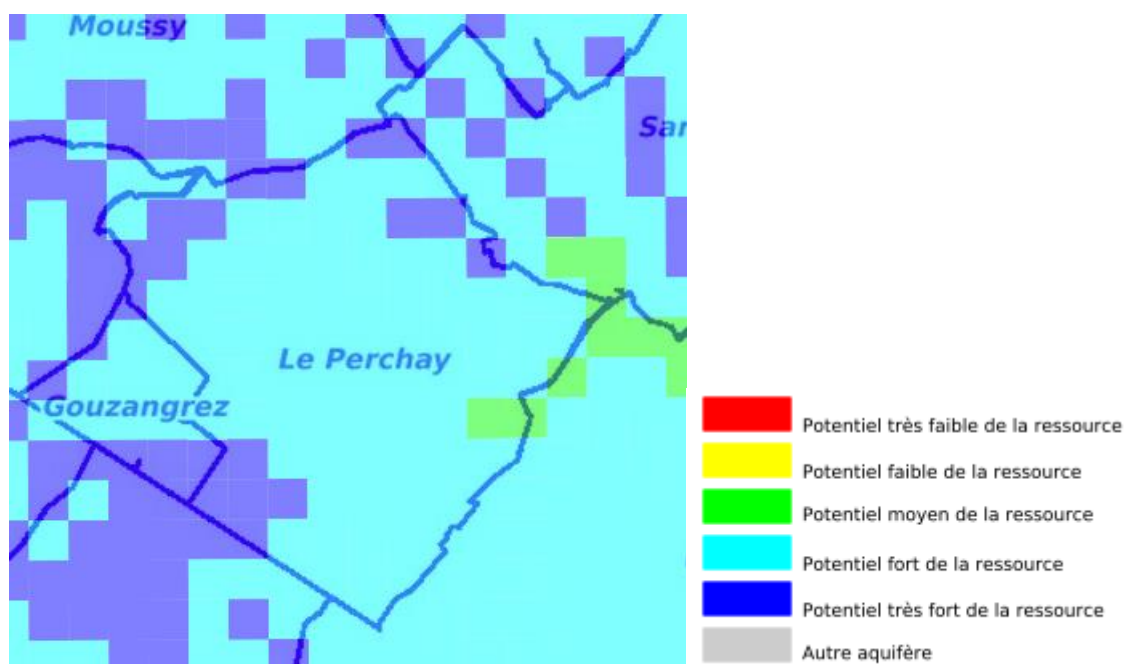 Moussy
Sar
Le Perchay
Gouzangrez
Potentiel très faible de la ressource
Potentiel faible de la ressource
Potentiel moyen de la ressource
Potentiel fort de la ressource
Potentiel très fort de la ressource
Autre aquifère